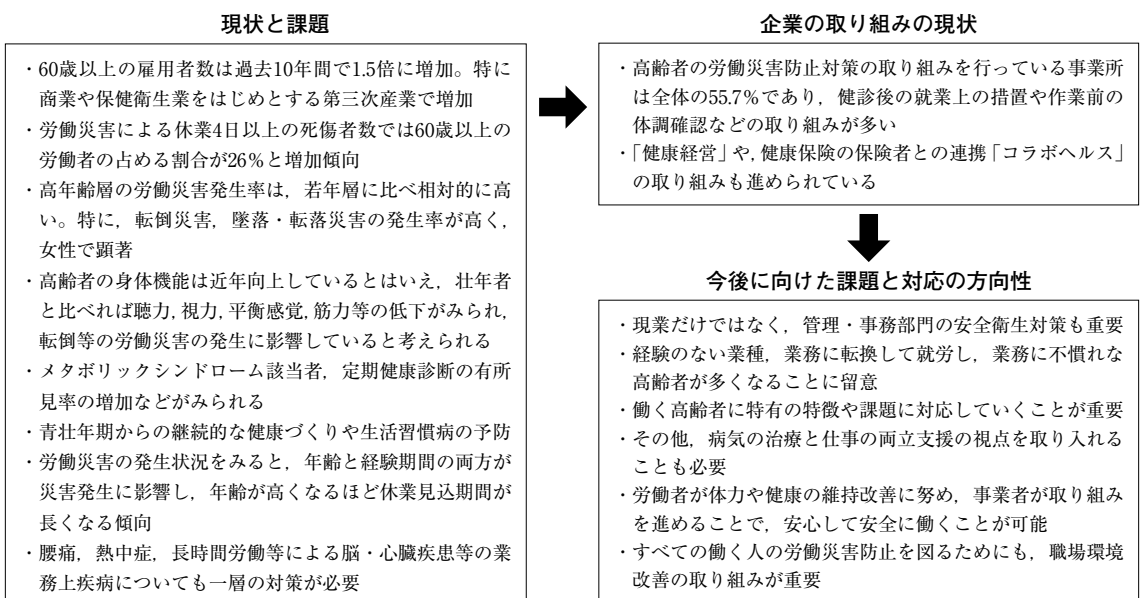 現状と課題
・60歳以上の雇用者数は過去10年間で1.5倍に増加。特に
商業や保健衛生業をはじめとする第三次産業で増加
・労働災害による休業4日以上の死傷者数では60歳以上の
労働者の占める割合が26％と増加傾向
・高年齢層の労働災害発生率は，若年層に比べ相対的に高
い。特に，転倒災害，墜落・転落災害の発生率が高く，
女性で顕著
・高齢者の身体機能は近年向上しているとはいえ，壮年者
と比べれば聴力，視力，平衡感覚，筋力等の低下がみられ，
転倒等の労働災害の発生に影響していると考えられる
・メタボリックシンドローム該当者，定期健康診断の有所
見率の増加などがみられる
・青壮年期からの継続的な健康づくりや生活習慣病の予防
・労働災害の発生状況をみると，年齢と経験期間の両方が
災害発生に影響し，年齢が高くなるほど休業見込期間が
長くなる傾向
・腰痛，熱中症，長時間労働等による脳・心臓疾患等の業
務上疾病についても一層の対策が必要
企業の取り組みの現状
・高齢者の労働災害防止対策の取り組みを行っている事業所
は全体の55.7％であり，健診後の就業上の措置や作業前の
体調確認などの取り組みが多い
・「健康経営」や，健康保険の保険者との連携「コラボヘルス」
の取り組みも進められている
今後に向けた課題と対応の方向性
・現業だけではなく，管理・事務部門の安全衛生対策も重要
・経験のない業種，業務に転換して就労し，業務に不慣れな
高齢者が多くなることに留意
・働く高齢者に特有の特徴や課題に対応していくことが重要
・その他，病気の治療と仕事の両立支援の視点を取り入れる
ことも必要
・労働者が体力や健康の維持改善に努め，事業者が取り組み
を進めることで，安心して安全に働くことが可能
・すべての働く人の労働災害防止を図るためにも，職場環境
改善の取り組みが重要